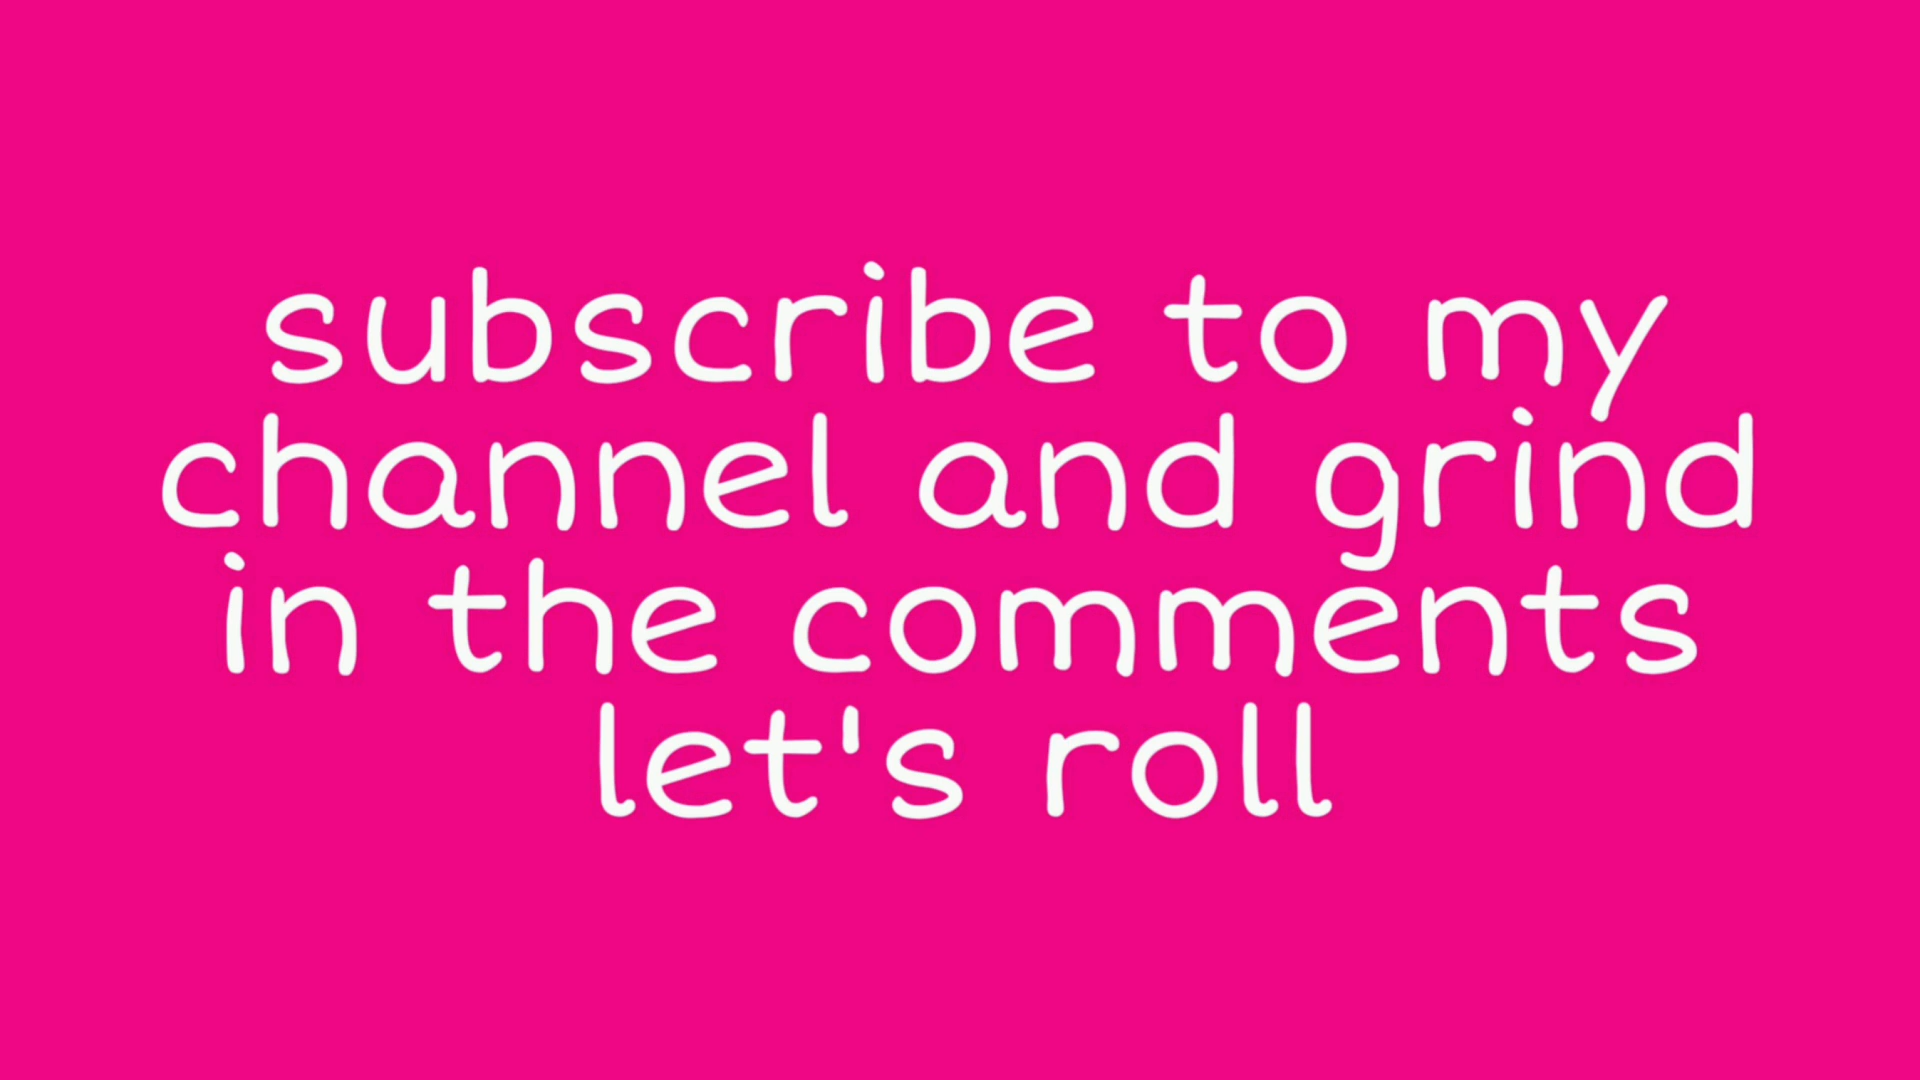 subscribe to my
channel and grind
in the comments
let's roll